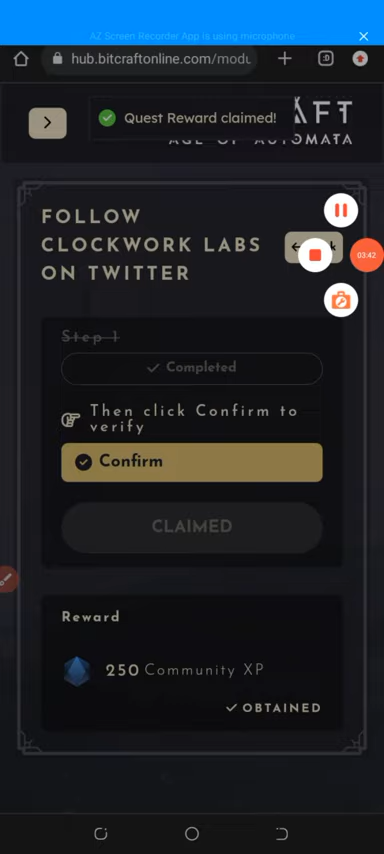 AZ Screen Recorder App is using microphone
hub.bitcraftonline.com/modu
:D
Quest Reward claimed!
AFT
AGE OF AUTOMATA
FOLLOW
CLOCKWORK LABS
ON TWITTER
03:42
Step 1
Completed
Then click Confirm to
verify
Confirm
CLAIMED
Reward
250 Community XP
OBTAINED